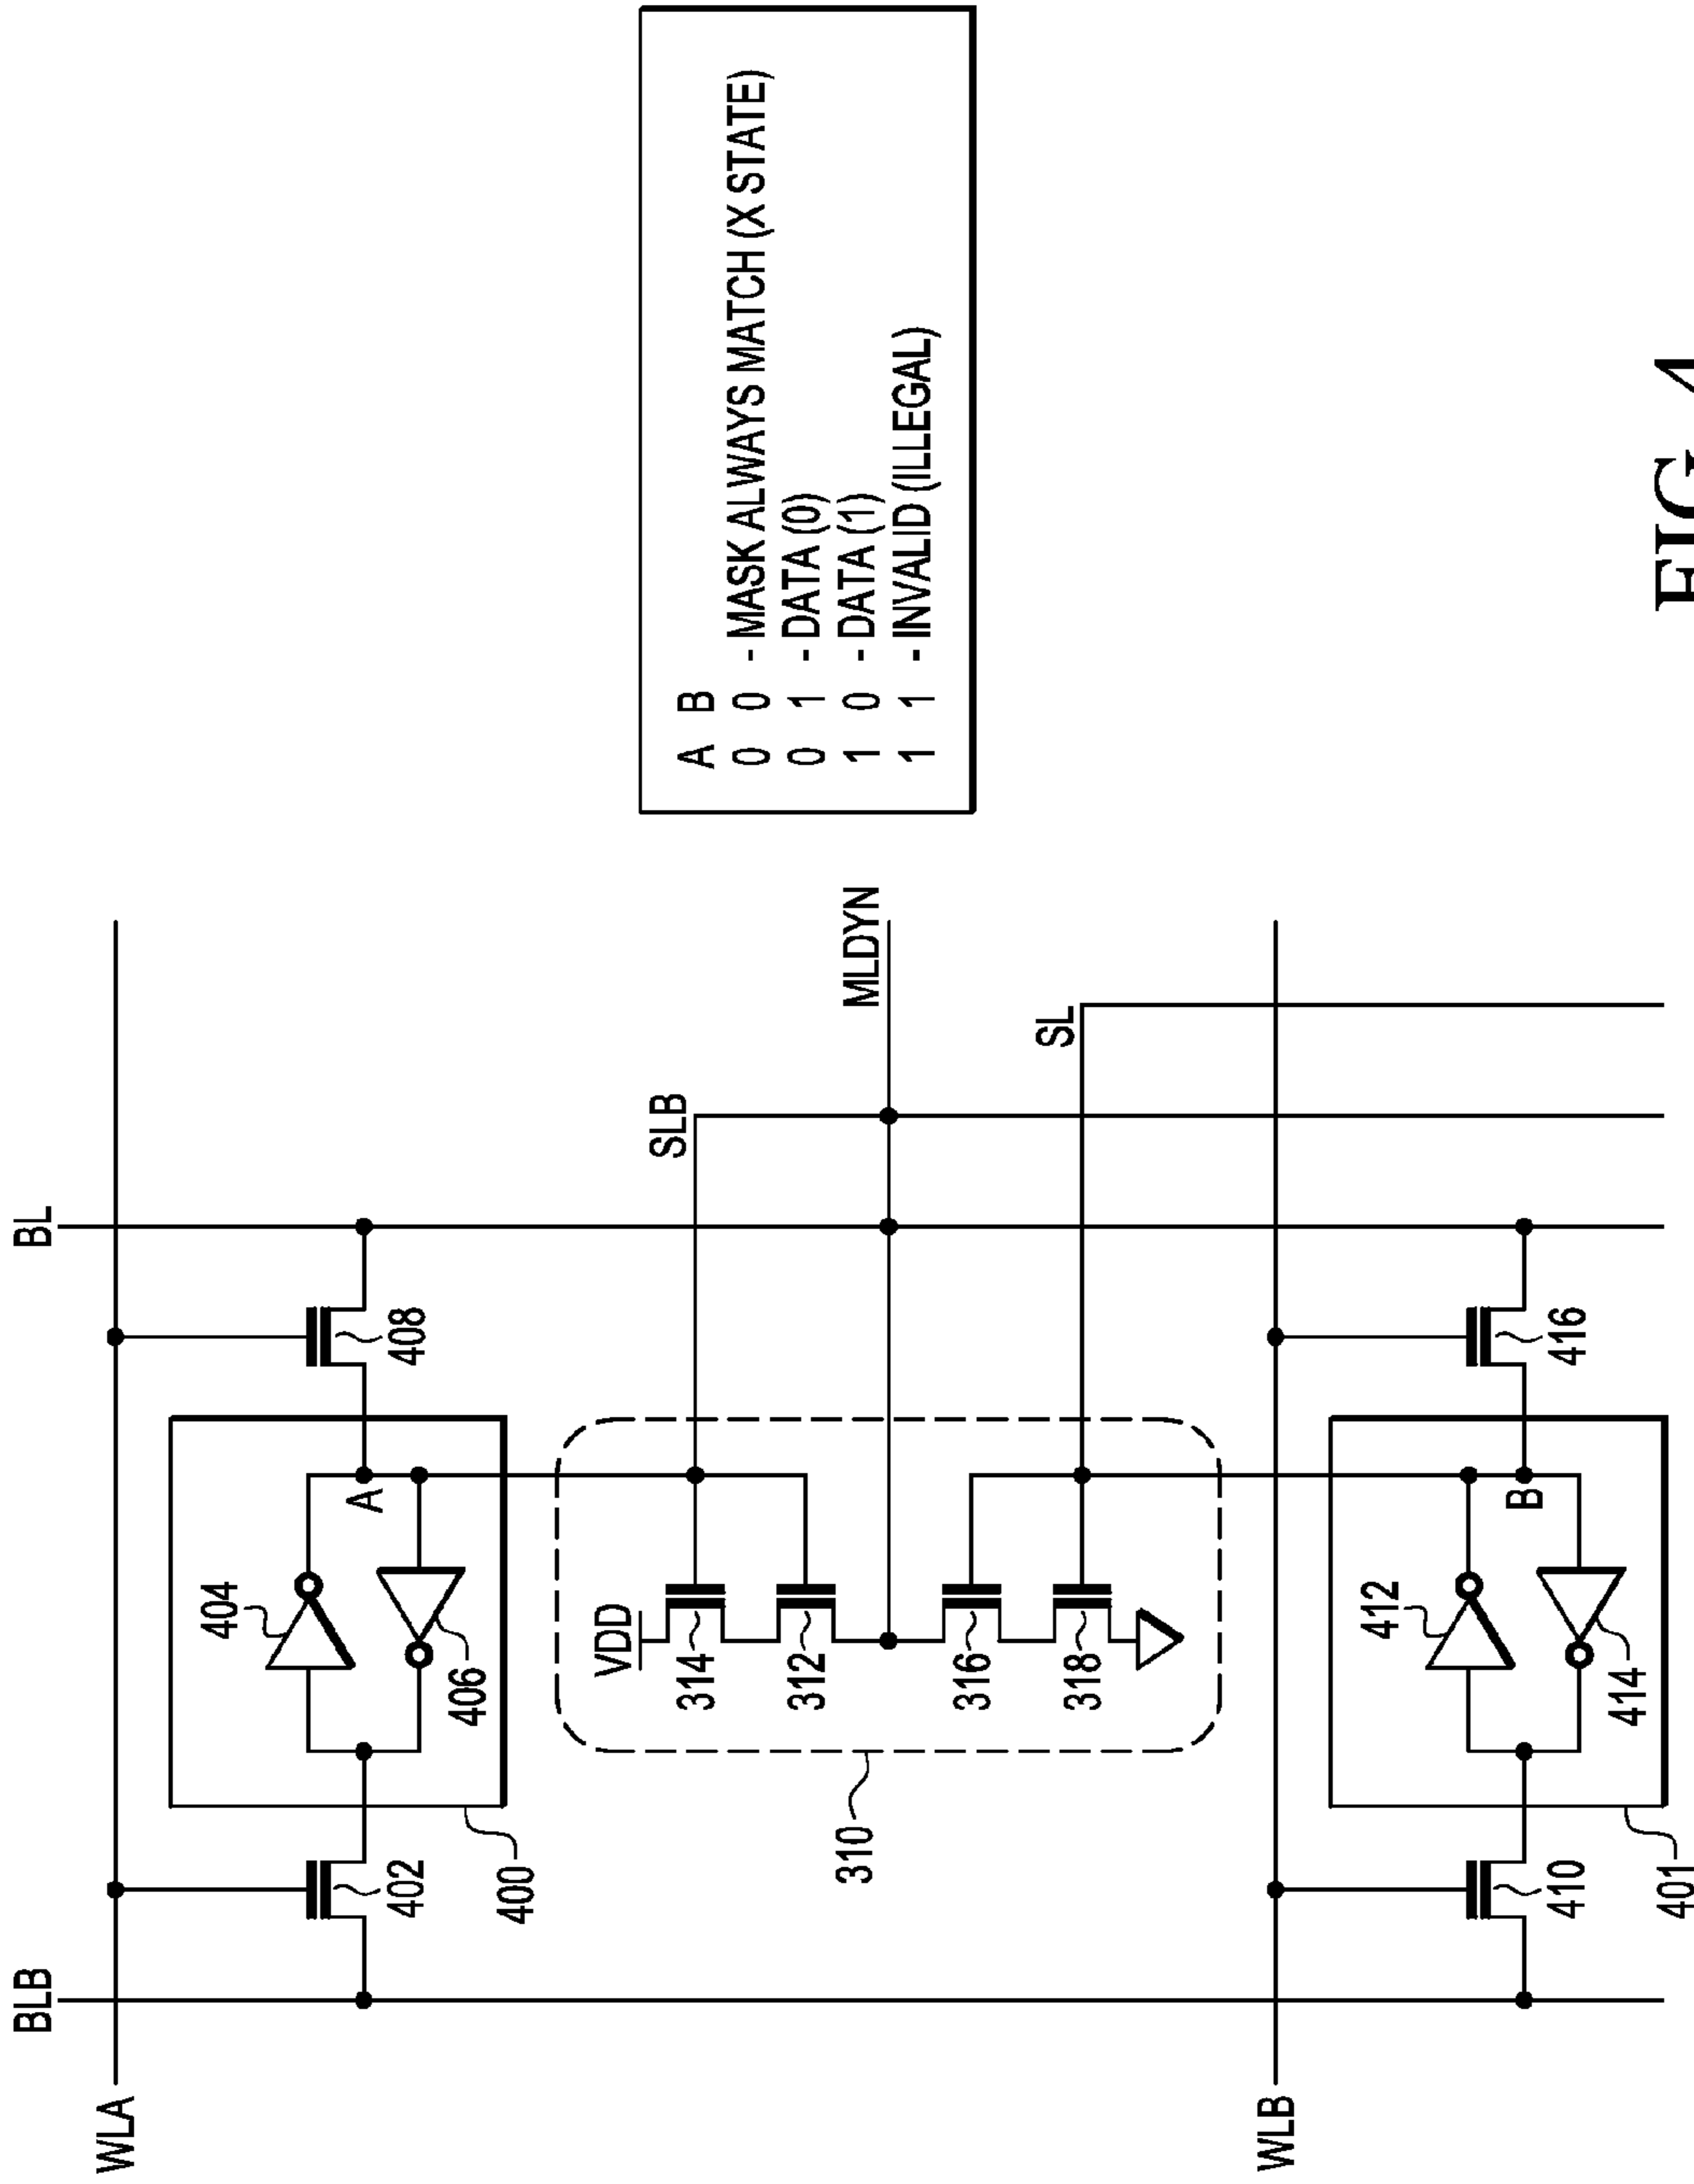 BLB
BL
WLA
402
404
A
406
408
400
VDD
314
312
316
318
310
SLB
MLDYN
SL
WLB
410
412
B
414
416
401
A B
0 0 - MASK ALWAYS MATCH (X STATE)
0 1 - DATA (0)
1 0 - DATA (1)
1 1 - INVALID (ILLEGAL)
FIG. 4